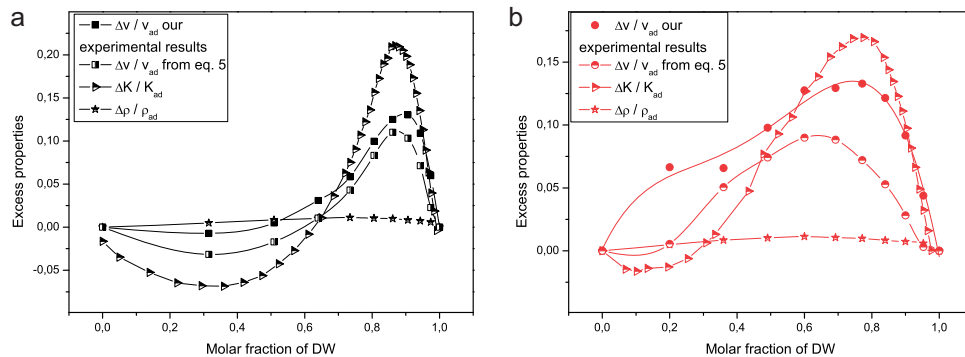 a
Δv / v_ad our
experimental results
Δv / v_ad from eq. 5
ΔK / K_ad
Δρ / ρ_ad
Excess properties
0,20
0,15
0,10
0,05
0,00
-0,05
0,0 0,2 0,4 0,6 0,8 1,0
Molar fraction of DW
b
Δv / v_ad our
experimental results
Δv / v_ad from eq. 5
ΔK / K_ad
Δρ / ρ_ad
Excess properties
0,15
0,10
0,05
0,00
0,0 0,2 0,4 0,6 0,8 1,0
Molar fraction of DW